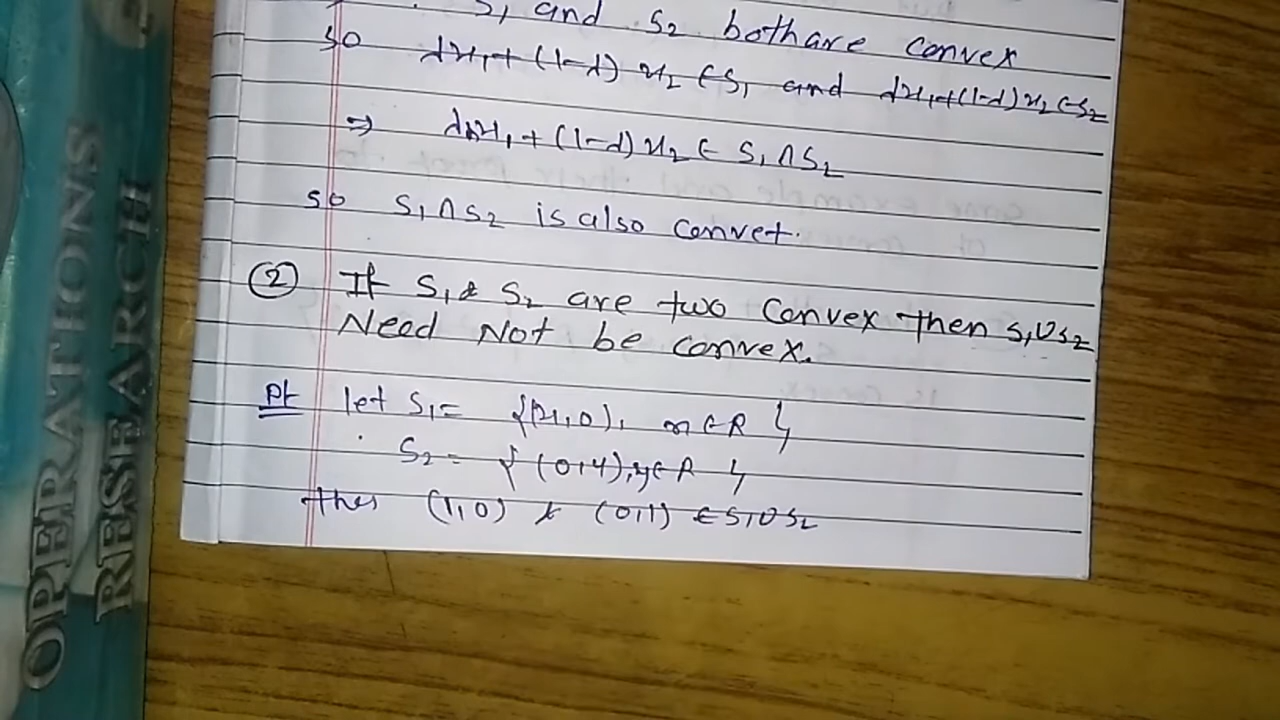 S₁ and S₂ both are convex
so λx₁+(1-λ) x₂ ∈ S₁ and λx₁+(1-λ)x₂ ∈ S₂
⇒ λx₁+(1-λ) x₂ ∈ S₁∩S₂
so S₁∩S₂ is also convet.
② If S₁ & S₂ are two convex then S₁∪S₂
Need Not be convex.
Pf let S₁ = {(x,0), x∈R}
S₂ = {(0,y), y∈R}
then (1,0) & (0,1) ∈ S₁∪S₂
OPERATIONS
RESEARCH